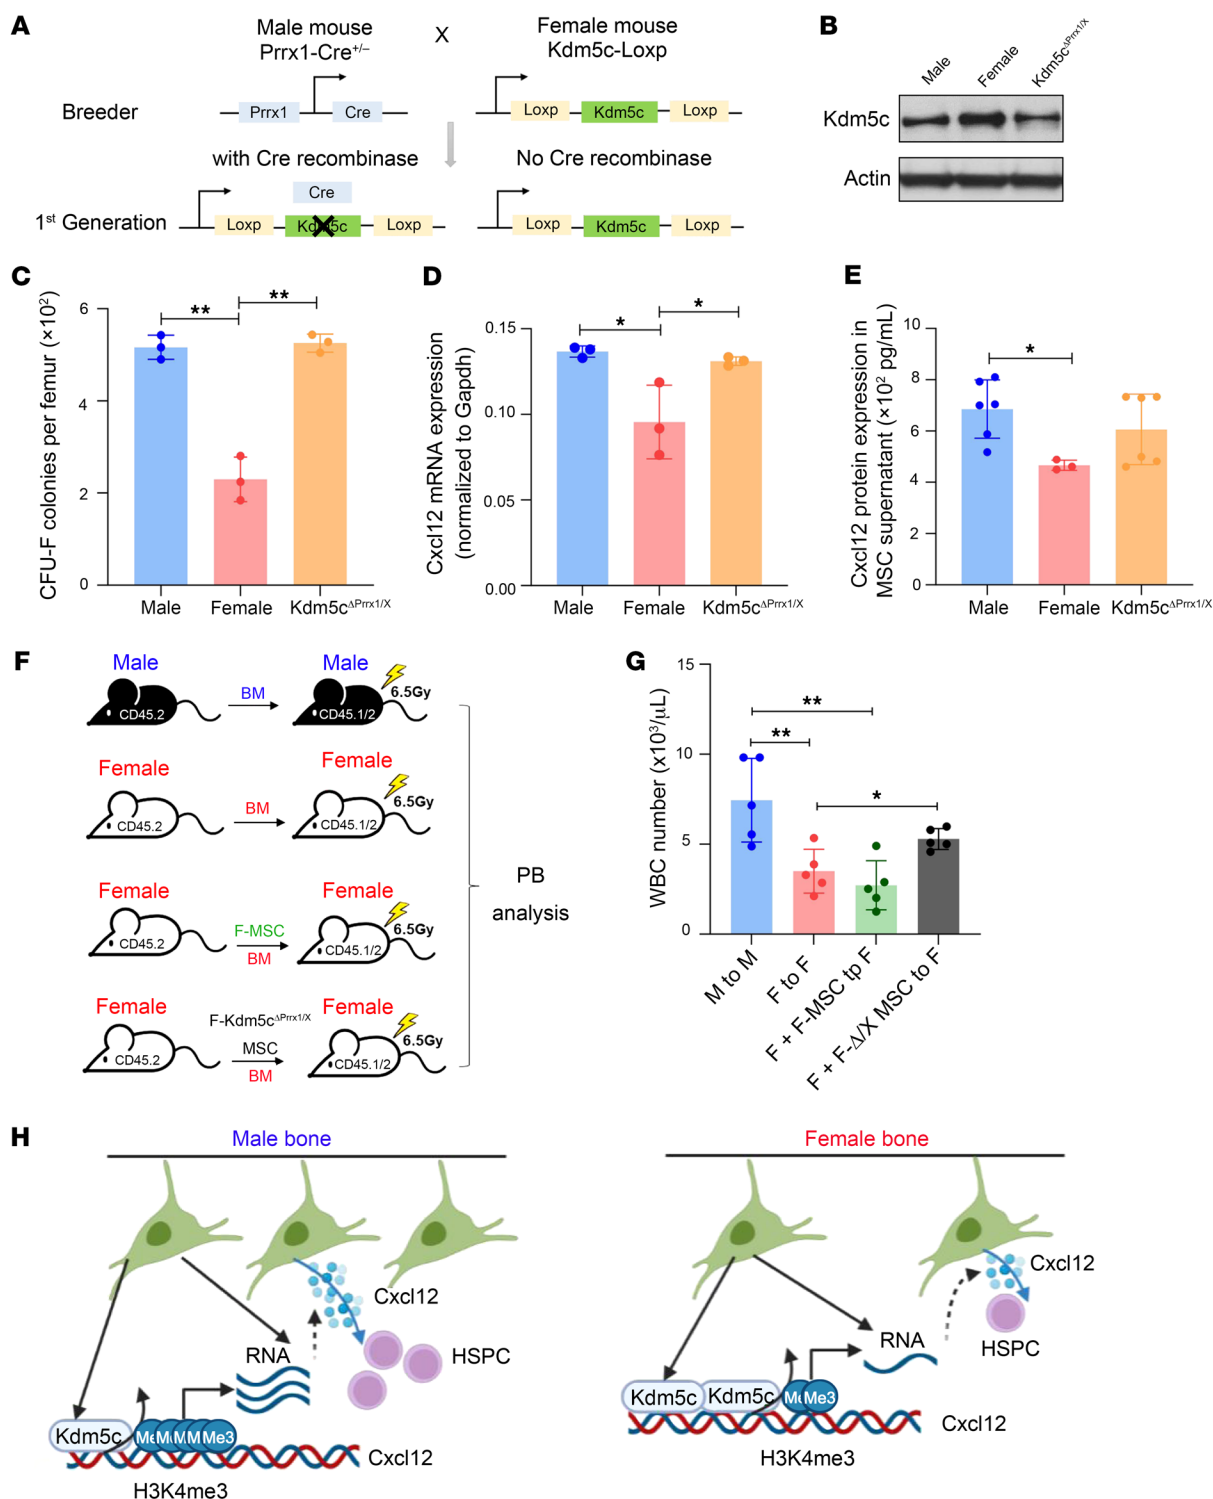 A
Male mouse
Prrx1-Cre+/–
X
Female mouse
Kdm5c-Loxp
Breeder
Prrx1
Cre
Loxp
Kdm5c
Loxp
with Cre recombinase
No Cre recombinase
Cre
1st Generation
Loxp
Kdm5c
Loxp
Loxp
Kdm5c
Loxp
B
Male
Female
Kdm5cΔPrrx1/X
Kdm5c
Actin
C
CFU-F colonies per femur (×10²)
6
4
2
0
**
**
Male
Female
Kdm5cΔPrrx1/X
D
Cxcl12 mRNA expression
(normalized to Gapdh)
0.15
0.10
0.05
0.00
*
*
Male
Female
Kdm5cΔPrrx1/X
E
Cxcl12 protein expression in
MSC supernatant (×10² pg/mL)
10
8
6
4
2
0
*
Male
Female
Kdm5cΔPrrx1/X
F
Male
Male
CD45.2
BM
CD45.1/2
6.5Gy
Female
Female
CD45.2
BM
CD45.1/2
6.5Gy
Female
Female
CD45.2
F-MSC
BM
CD45.1/2
6.5Gy
Female
Female
F-Kdm5cΔPrrx1/X
CD45.2
MSC
BM
CD45.1/2
6.5Gy
PB
analysis
G
WBC number (x10³/µL)
15
10
5
0
**
**
*
M to M
F to F
F + F-MSC tp F
F + F-Δ/X MSC to F
H
Male bone
Cxcl12
RNA
HSPC
Kdm5c
Me
M
M
M
Me3
Cxcl12
H3K4me3
Female bone
Cxcl12
RNA
HSPC
Kdm5c
Kdm5c
Me
Me3
Cxcl12
H3K4me3